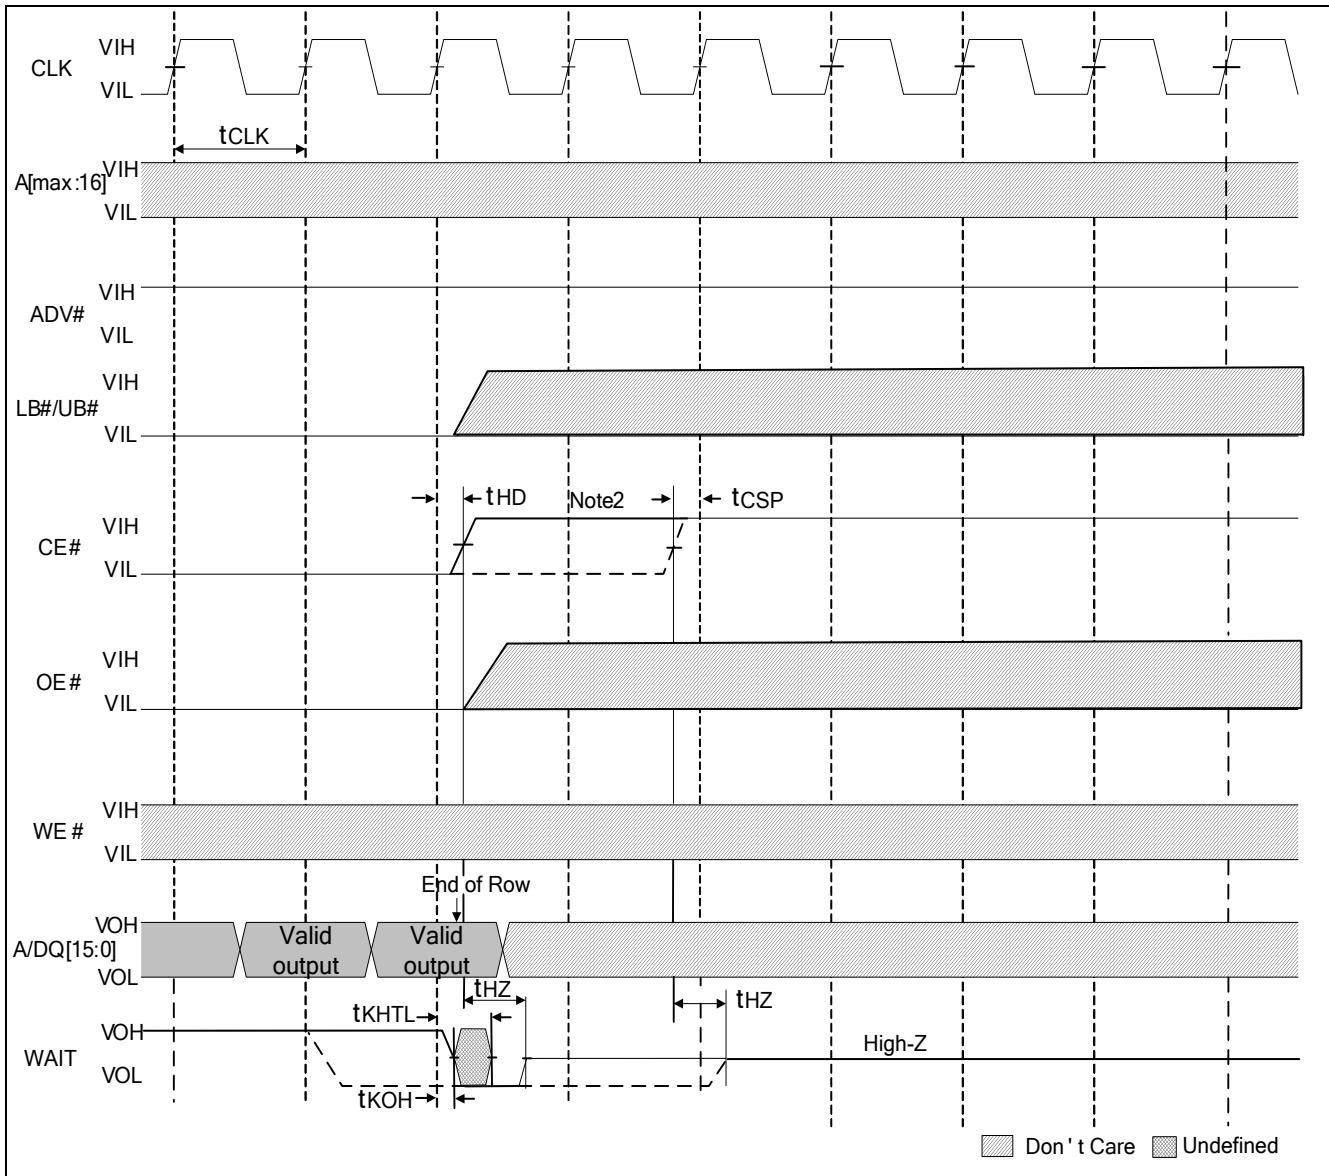 CLK
VIH
VIL
tCLK
A[max:16]
VIH
VIL
ADV#
VIH
VIL
LB#/UB#
VIH
VIL
tHD
Note2
tCSP
CE#
VIH
VIL
OE#
VIH
VIL
WE#
VIH
VIL
End of Row
A/DQ[15:0]
VOH
VOL
Valid output
Valid output
tHZ
tHZ
tKHTL
WAIT
VOH
VOL
High-Z
tKOH
Don't Care
Undefined